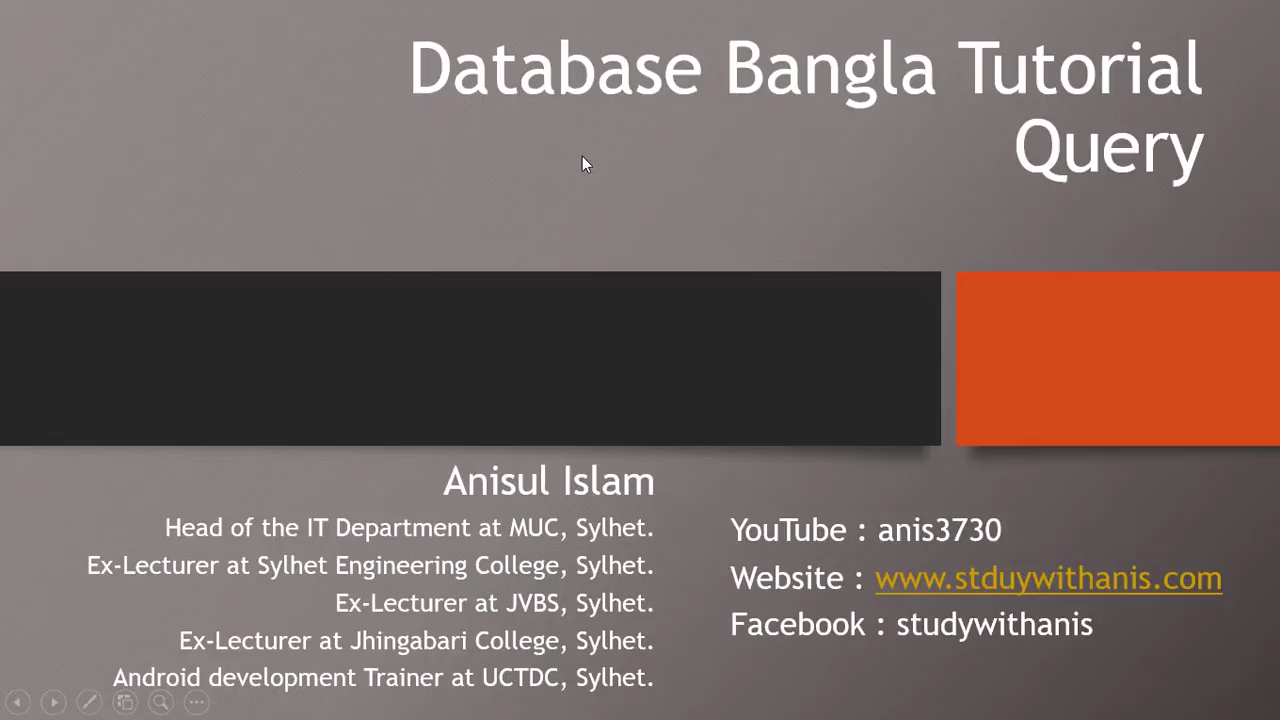 Database Bangla Tutorial
Query
Anisul Islam
Head of the IT Department at MUC, Sylhet.
Ex-Lecturer at Sylhet Engineering College, Sylhet.
Ex-Lecturer at JVBS, Sylhet.
Ex-Lecturer at Jhingabari College, Sylhet.
Android development Trainer at UCTDC, Sylhet.
YouTube : anis3730
Website : www.stduywithanis.com
Facebook : studywithanis